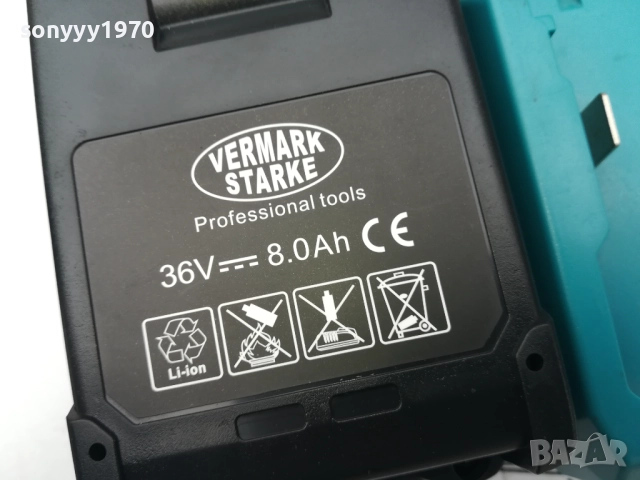 sonyyy1970
VERMARK
STARKE
Professional tools
36V 8.0Ah CE
Li-ion
BAZAR